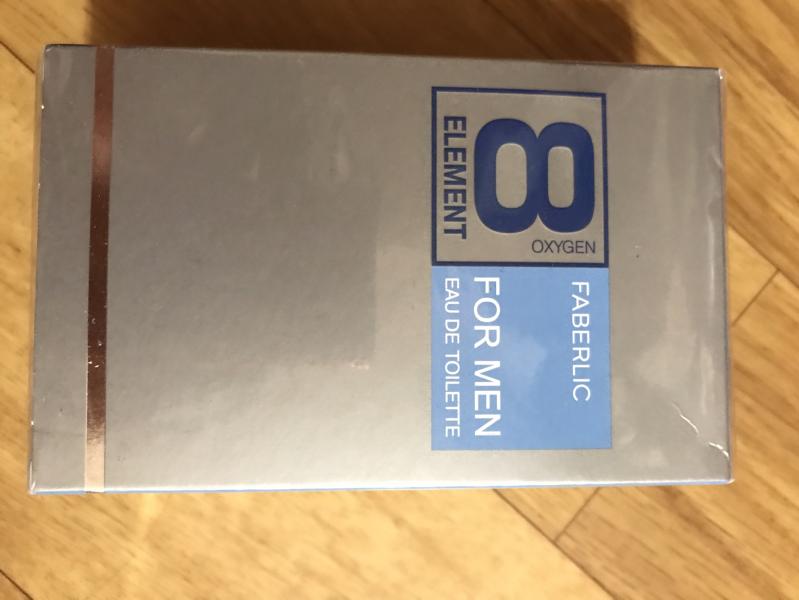 8
OXYGEN
ELEMENT
FABERLIC
FOR MEN
EAU DE TOILETTE